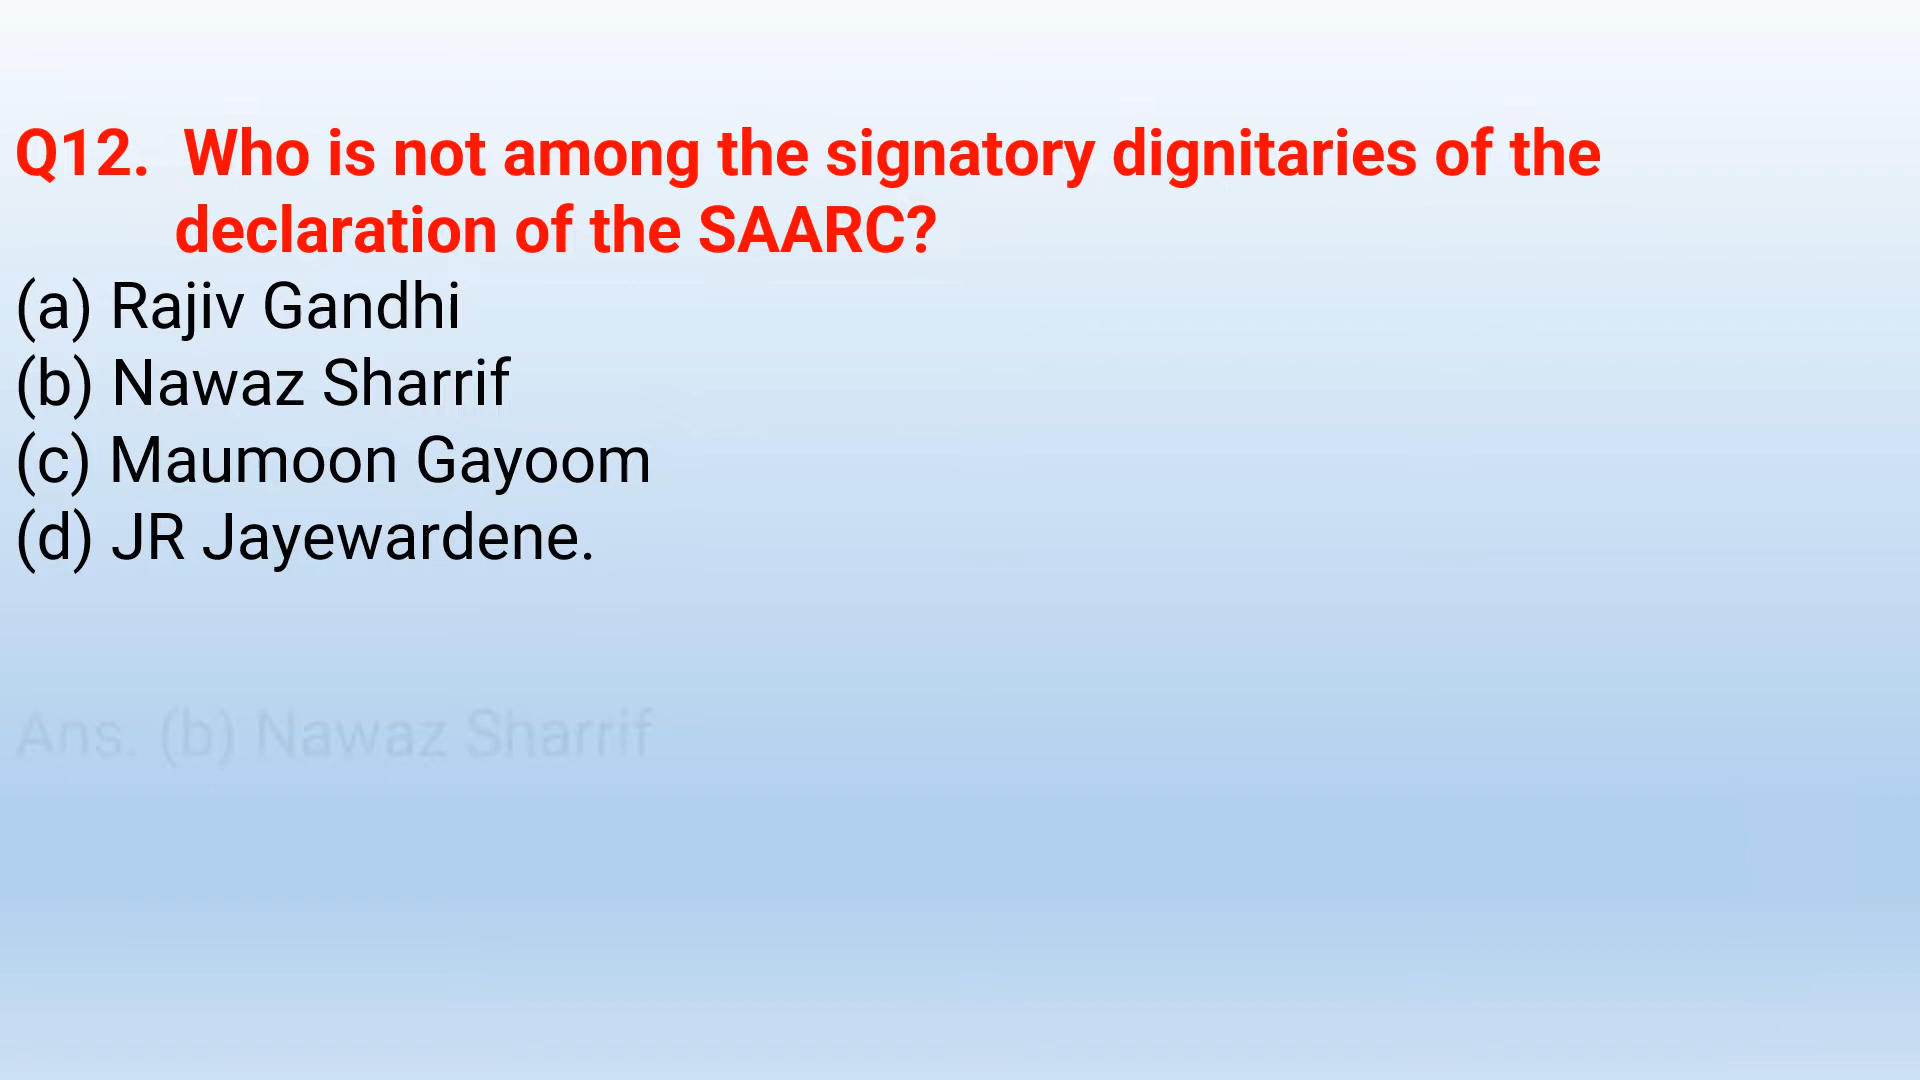 Q12. Who is not among the signatory dignitaries of the
declaration of the SAARC?
(a) Rajiv Gandhi
(b) Nawaz Sharrif
(c) Maumoon Gayoom
(d) JR Jayewardene.
Ans. (b) Nawaz Sharrif